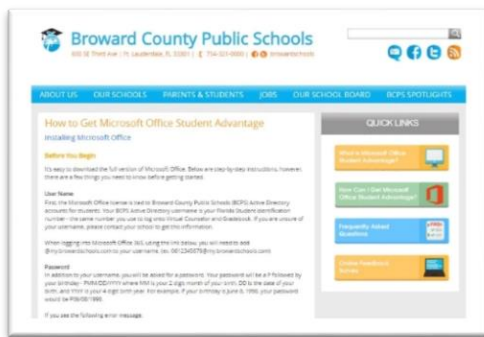 Broward County Public Schools
600 SE Third Ave | Ft. Lauderdale, FL 33301 | 754-321-0000 | browardschools
ABOUT US OUR SCHOOLS PARENTS & STUDENTS JOBS OUR SCHOOL BOARD BCPS SPOTLIGHTS
How to Get Microsoft Office Student Advantage
Installing Microsoft Office
Before You Begin
It's easy to download the full version of Microsoft Office. Below are step-by-step instructions, however,
there are a few things you need to know before getting started.
User Name
First, the Microsoft Office license is tied to Broward County Public Schools (BCPS) Active Directory
accounts for students. Your BCPS Active Directory username is your Florida Student Identification
number - the same number you use to log into Virtual Counselor and Gradebook. If you are unsure of
your username, please contact your school to get this information.
When logging into Microsoft Office 365, using the link below, you will need to add
@my.browardschools.com to your username, (ex:
Password
In addition to your username, you will be asked for a password. Your password will be a P followed by
your birthday - PMM/DD/YYYY where MM is your 2 digit month of your birth, DD is the date of your
birth, and YYYY is your 4 digit birth year. For example, if your birthday is June 8, 1990, your password
would be P06/08/1990.
If you see the following error message,
QUICK LINKS
What is Microsoft Office
Student Advantage?
How Can I Get Microsoft
Office Student Advantage?
Frequently Asked
Questions
Online Feedback
Survey